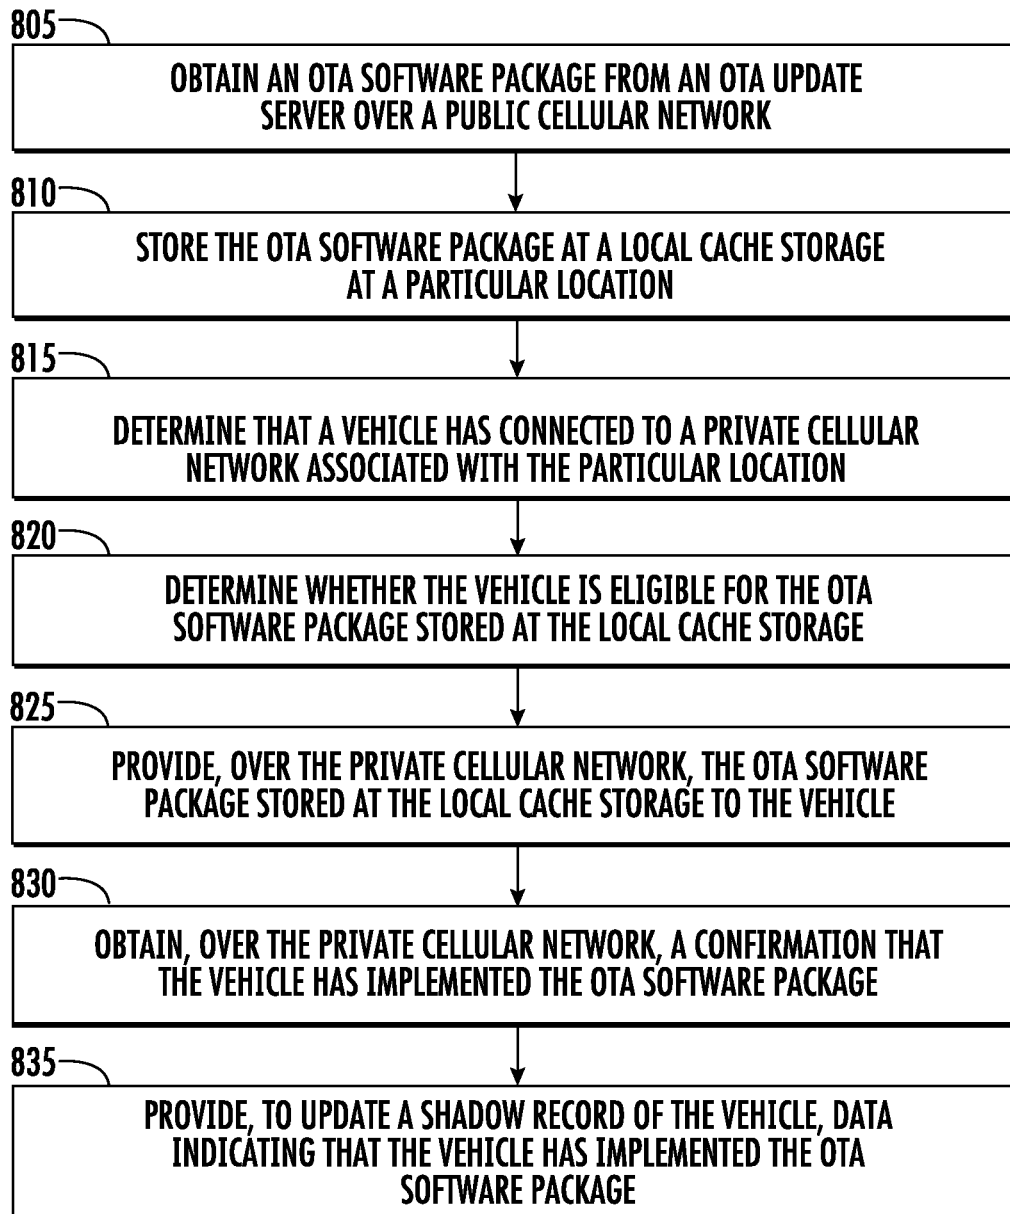 805
OBTAIN AN OTA SOFTWARE PACKAGE FROM AN OTA UPDATE
SERVER OVER A PUBLIC CELLULAR NETWORK
810
STORE THE OTA SOFTWARE PACKAGE AT A LOCAL CACHE STORAGE
AT A PARTICULAR LOCATION
815
DETERMINE THAT A VEHICLE HAS CONNECTED TO A PRIVATE CELLULAR
NETWORK ASSOCIATED WITH THE PARTICULAR LOCATION
820
DETERMINE WHETHER THE VEHICLE IS ELIGIBLE FOR THE OTA
SOFTWARE PACKAGE STORED AT THE LOCAL CACHE STORAGE
825
PROVIDE, OVER THE PRIVATE CELLULAR NETWORK, THE OTA SOFTWARE
PACKAGE STORED AT THE LOCAL CACHE STORAGE TO THE VEHICLE
830
OBTAIN, OVER THE PRIVATE CELLULAR NETWORK, A CONFIRMATION THAT
THE VEHICLE HAS IMPLEMENTED THE OTA SOFTWARE PACKAGE
835
PROVIDE, TO UPDATE A SHADOW RECORD OF THE VEHICLE, DATA
INDICATING THAT THE VEHICLE HAS IMPLEMENTED THE OTA
SOFTWARE PACKAGE